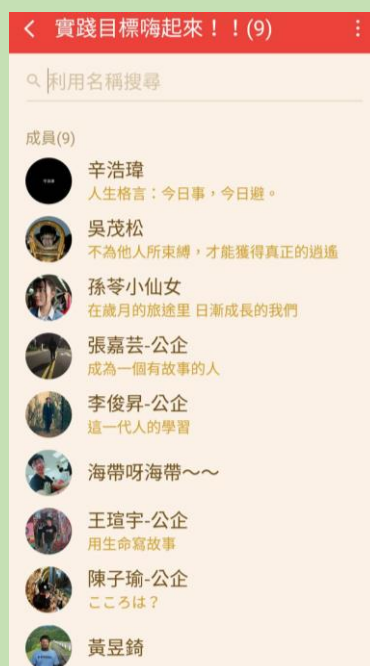 實踐目標嗨起來！！(9)
利用名稱搜尋
成員(9)
辛浩瑋
人生格言：今日事，今日避。
吳茂松
不為他人所束縛，才能獲得真正的逍遙
孫苓小仙女
在歲月的旅途里 日漸成長的我們
張嘉芸-公企
成為一個有故事的人
李俊昇-公企
這一代人的學習
海帶呀海帶～～
王瑄宇-公企
用生命寫故事
陳子瑜-公企
こころは？
黃昱錡